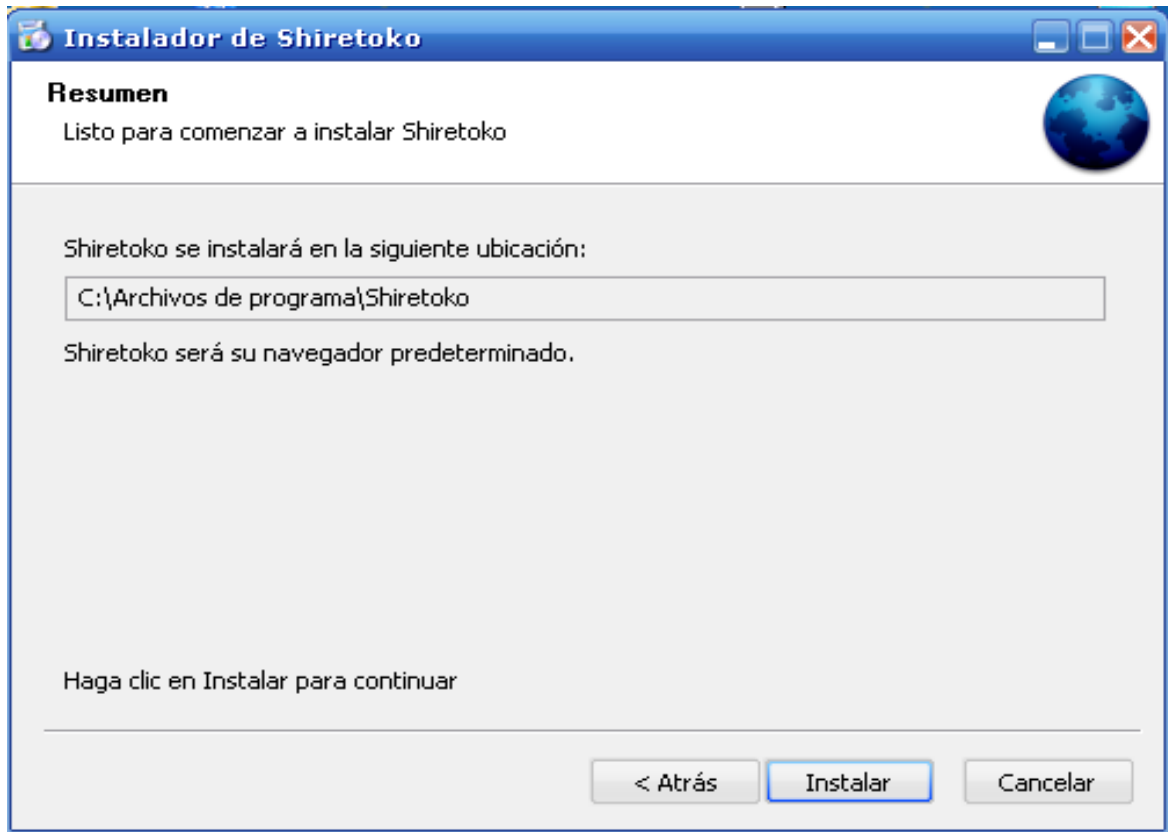 Instalador de Shiretoko
Resumen
Listo para comenzar a instalar Shiretoko
Shiretoko se instalará en la siguiente ubicación:
C:\Archivos de programa\Shiretoko
Shiretoko será su navegador predeterminado.
Haga clic en Instalar para continuar
< Atrás Instalar Cancelar